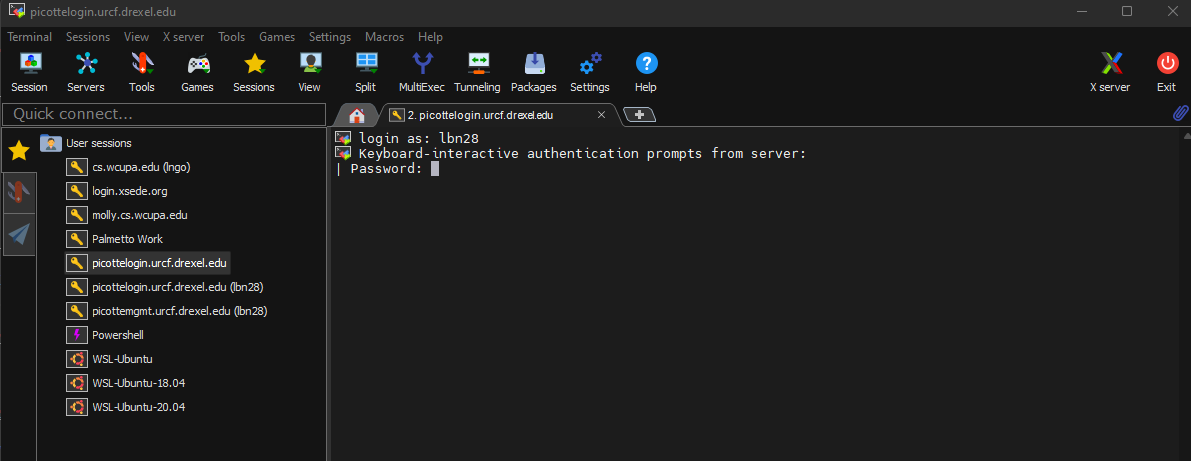 picottelogin.urcf.drexel.edu
Terminal Sessions View X server Tools Games Settings Macros Help
Session Servers Tools Games Sessions View Split MultiExec Tunneling Packages Settings Help X server Exit
Quick connect...
2. picottelogin.urcf.drexel.edu
User sessions
cs.wcupa.edu (lngo)
login.xsede.org
molly.cs.wcupa.edu
Palmetto Work
picottelogin.urcf.drexel.edu
picottelogin.urcf.drexel.edu (lbn28)
picottemgmt.urcf.drexel.edu (lbn28)
Powershell
WSL-Ubuntu
WSL-Ubuntu-18.04
WSL-Ubuntu-20.04
login as: lbn28
Keyboard-interactive authentication prompts from server:
| Password: